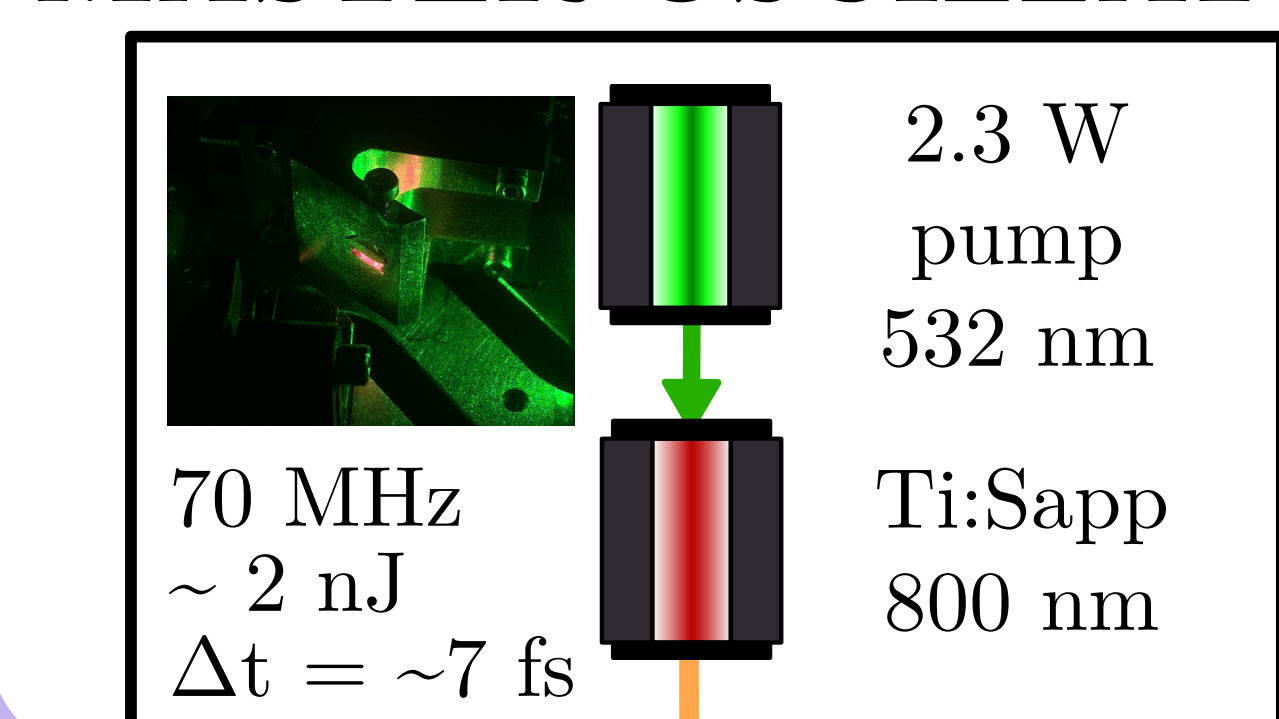 2.3 W
pump
532 nm
70 MHz
~ 2 nJ
Δt = ~7 fs
Ti:Sapp
800 nm